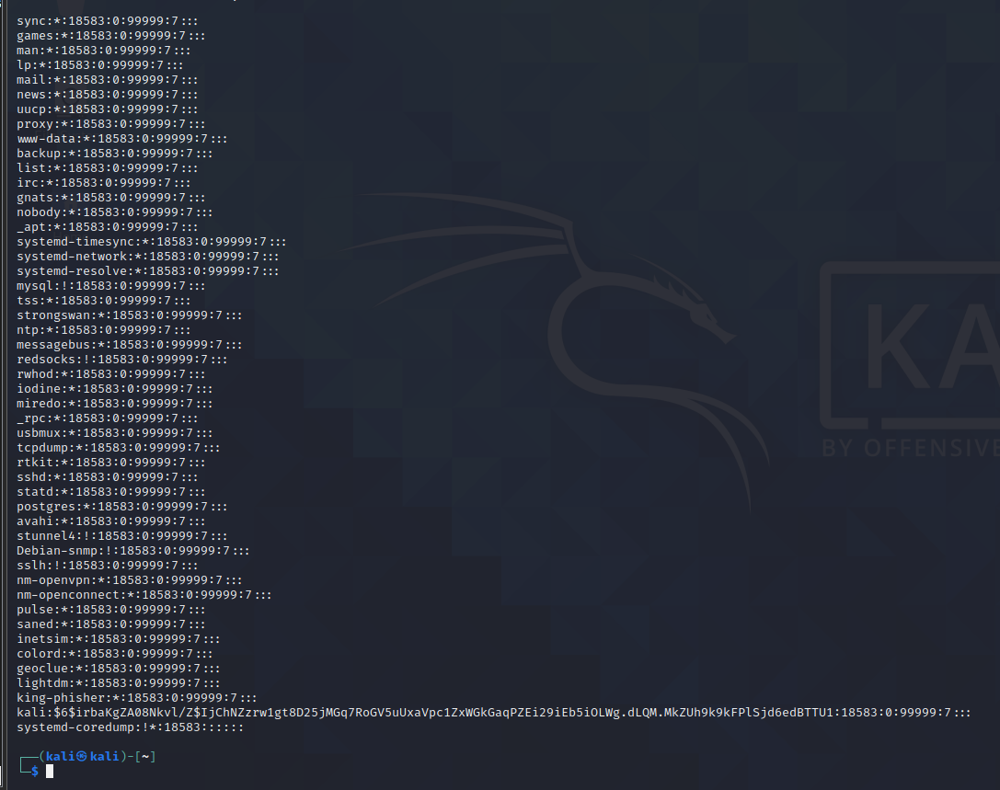 sync:*:18583:0:99999:7:::
games:*:18583:0:99999:7:::
man:*:18583:0:99999:7:::
lp:*:18583:0:99999:7:::
mail:*:18583:0:99999:7:::
news:*:18583:0:99999:7:::
uucp:*:18583:0:99999:7:::
proxy:*:18583:0:99999:7:::
www-data:*:18583:0:99999:7:::
backup:*:18583:0:99999:7:::
list:*:18583:0:99999:7:::
irc:*:18583:0:99999:7:::
gnats:*:18583:0:99999:7:::
nobody:*:18583:0:99999:7:::
_apt:*:18583:0:99999:7:::
systemd-timesync:*:18583:0:99999:7:::
systemd-network:*:18583:0:99999:7:::
systemd-resolve:*:18583:0:99999:7:::
mysql:!:18583:0:99999:7:::
tss:*:18583:0:99999:7:::
strongswan:*:18583:0:99999:7:::
ntp:*:18583:0:99999:7:::
messagebus:*:18583:0:99999:7:::
redsocks:!:18583:0:99999:7:::
rwhod:*:18583:0:99999:7:::
iodine:*:18583:0:99999:7:::
miredo:*:18583:0:99999:7:::
_rpc:*:18583:0:99999:7:::
usbmux:*:18583:0:99999:7:::
tcpdump:*:18583:0:99999:7:::
rtkit:*:18583:0:99999:7:::
sshd:*:18583:0:99999:7:::
statd:*:18583:0:99999:7:::
postgres:*:18583:0:99999:7:::
avahi:*:18583:0:99999:7:::
stunnel4:!:18583:0:99999:7:::
Debian-snmp:!:18583:0:99999:7:::
sslh:!:18583:0:99999:7:::
nm-openvpn:*:18583:0:99999:7:::
nm-openconnect:*:18583:0:99999:7:::
pulse:*:18583:0:99999:7:::
saned:*:18583:0:99999:7:::
inetsim:*:18583:0:99999:7:::
colord:*:18583:0:99999:7:::
geoclue:*:18583:0:99999:7:::
lightdm:*:18583:0:99999:7:::
king-phisher:*:18583:0:99999:7:::
kali:$6$irbaKgZA08Nkvl/Z$IjChNZzrw1gt8D25jMGq7RoGV5uUxaVpc1ZxWGkGaqPZEi29iEb5iOLWg.dLQM.MkZUh9k9kFPlSjd6edBTTU1:18583:0:99999:7:::
systemd-coredump:!*:18583::::::
┌──(kali㉿kali)-[~]
└─$
KA
BY OFFENSIVE